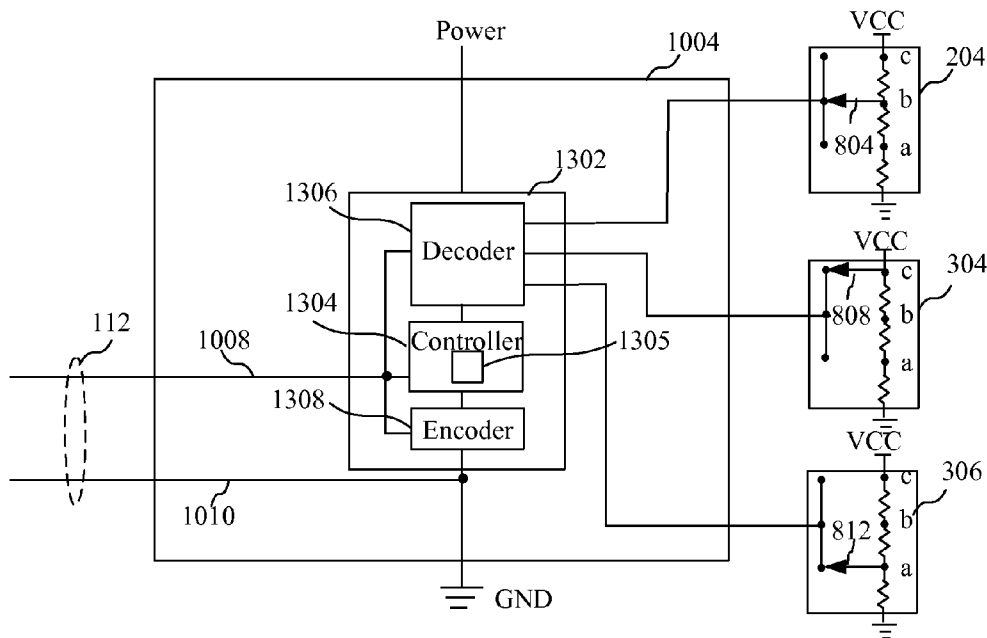 Power
1004
VCC
c
204
b
804
a
1302
1306
Decoder
VCC
c
304
808
b
a
1304
Controller
1305
112
1008
1308
Encoder
VCC
c
306
b
812
a
1010
GND